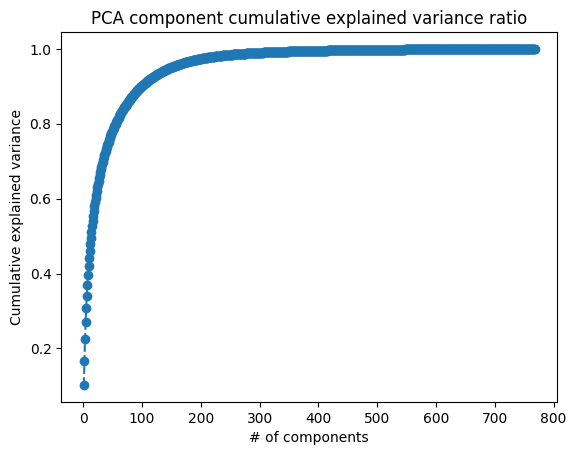 PCA component cumulative explained variance ratio
1.0
0.8
0.6
0.4
0.2
Cumulative explained variance
0 100 200 300 400 500 600 700 800
# of components